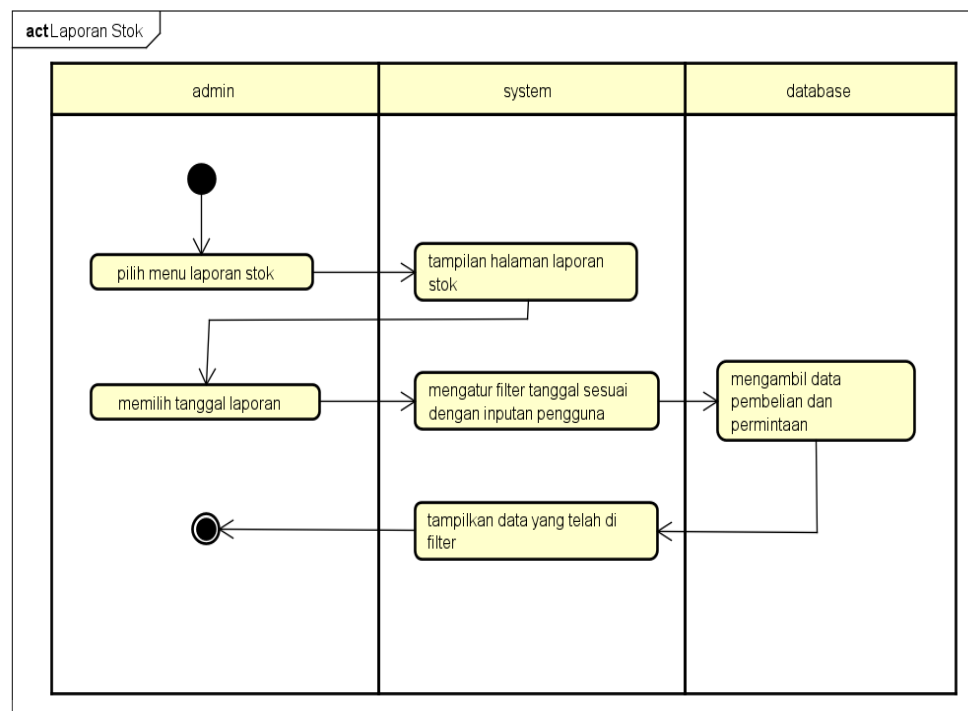 act Laporan Stok
admin
system
database
pilih menu laporan stok
tampilan halaman laporan
stok
memilih tanggal laporan
mengatur filter tanggal sesuai
dengan inputan pengguna
mengambil data
pembelian dan
permintaan
tampilkan data yang telah di
filter